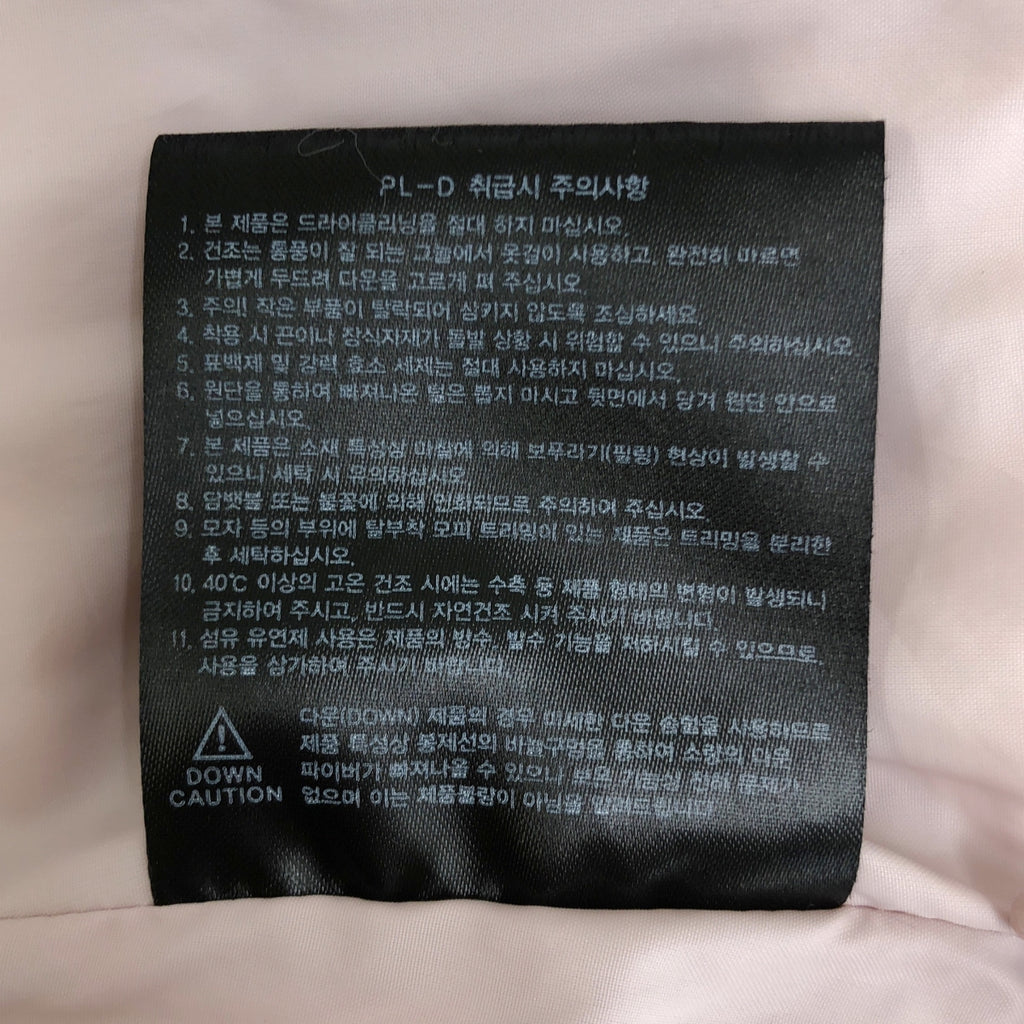 PL-D 취급시 주의사항
1. 본 제품은 드라이클리닝을 절대 하지 마십시오.
2. 건조는 통풍이 잘 되는 그늘에서 옷걸이 사용하고, 완전히 마르면
가볍게 두드려 다운을 고르게 펴 주십시오.
3. 주의! 작은 부품이 탈락되어 삼키지 않도록 조심하세요.
4. 착용 시 끈이나 장식자재가 돌발 상황 시 위험할 수 있으니 주의하십시오.
5. 표백제 및 강력 효소 세제는 절대 사용하지 마십시오.
6. 원단을 통하여 빠져나온 털은 뽑지 마시고 뒷면에서 당겨 원단 안으로
넣으십시오.
7. 본 제품은 소재 특성상 마찰에 의해 보푸라기(필링) 현상이 발생할 수
있으니 세탁 시 유의하십시오.
8. 담뱃불 또는 불꽃에 의해 인화되므로 주의하여 주십시오.
9. 모자 등의 부위에 탈부착 모피 트리밍이 있는 제품은 트리밍을 분리한
후 세탁하십시오.
10. 40℃ 이상의 고온 건조 시에는 수축 등 제품 형태의 변형이 발생되니
금지하여 주시고, 반드시 자연건조 시켜 주시기 바랍니다.
11. 섬유 유연제 사용은 제품의 방수, 발수 기능을 저하시킬 수 있으므로
사용을 삼가하여 주시기 바랍니다.
다운(DOWN) 제품의 경우 미세한 다운 솜털을 사용하므로
제품 특성상 봉제선의 바늘구멍을 통하여 소량의 다운
파이버가 빠져나올 수 있으나 보온
없으며 이는 제품불량이 아님을 알려드립니다.
DOWN
CAUTION